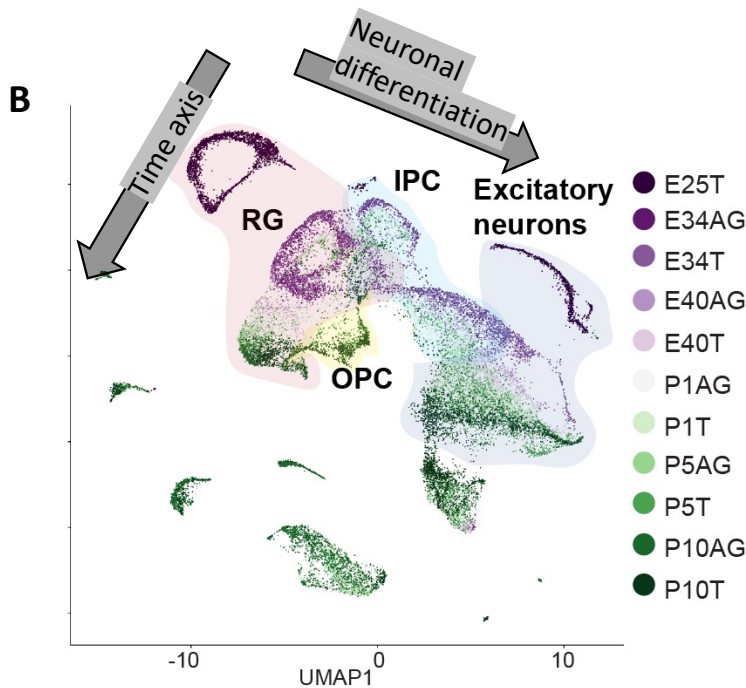 B
Time axis
Neuronal
differentiation
RG
IPC
Excitatory
neurons
OPC
E25T
E34AG
E34T
E40AG
E40T
P1AG
P1T
P5AG
P5T
P10AG
P10T
-10
0
10
UMAP1